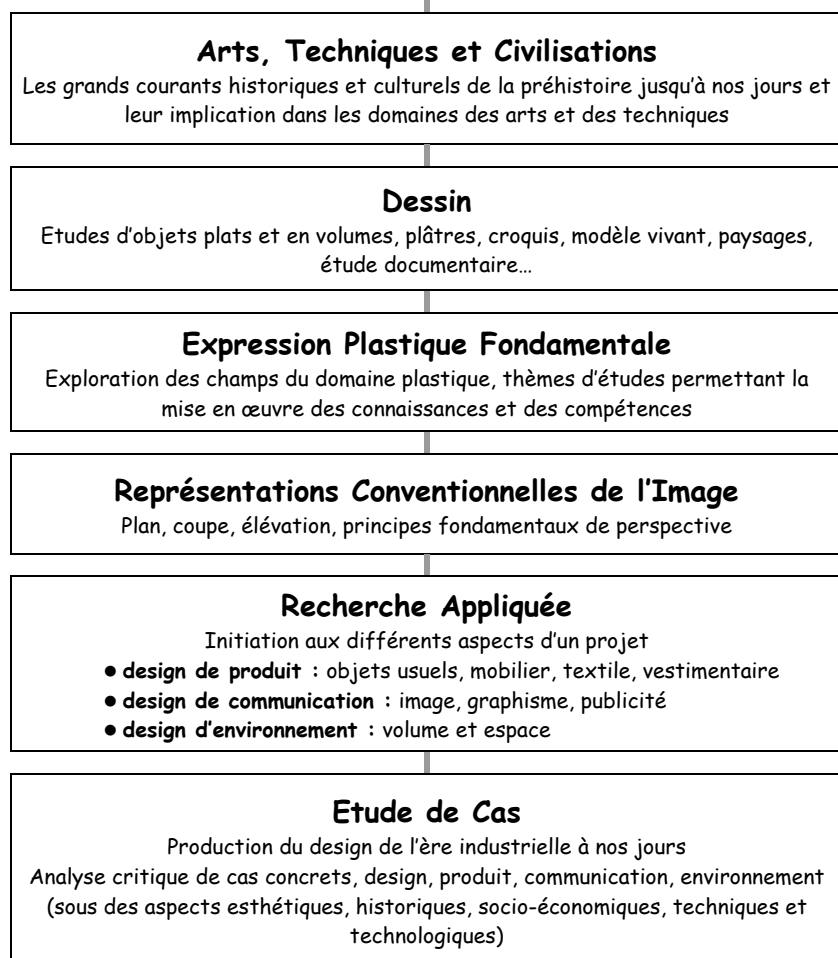 Arts, Techniques et Civilisations
Les grands courants historiques et culturels de la préhistoire jusqu'à nos jours et
leur implication dans les domaines des arts et des techniques
Dessin
Etudes d'objets plats et en volumes, plâtres, croquis, modèle vivant, paysages,
étude documentaire…
Expression Plastique Fondamentale
Exploration des champs du domaine plastique, thèmes d'études permettant la
mise en œuvre des connaissances et des compétences
Représentations Conventionnelles de l'Image
Plan, coupe, élévation, principes fondamentaux de perspective
Recherche Appliquée
Initiation aux différents aspects d'un projet
● design de produit : objets usuels, mobilier, textile, vestimentaire
● design de communication : image, graphisme, publicité
● design d'environnement : volume et espace
Etude de Cas
Production du design de l'ère industrielle à nos jours
Analyse critique de cas concrets, design, produit, communication, environnement
(sous des aspects esthétiques, historiques, socio-économiques, techniques et
technologiques)